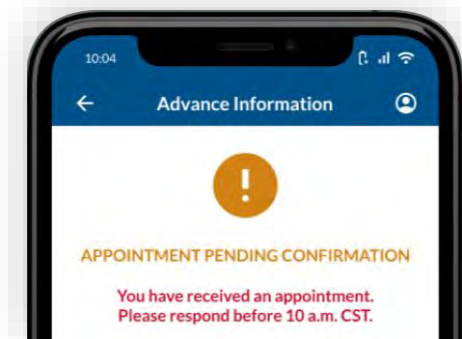 10:04
Advance Information
!
APPOINTMENT PENDING CONFIRMATION
You have received an appointment.
Please respond before 10 a.m. CST.